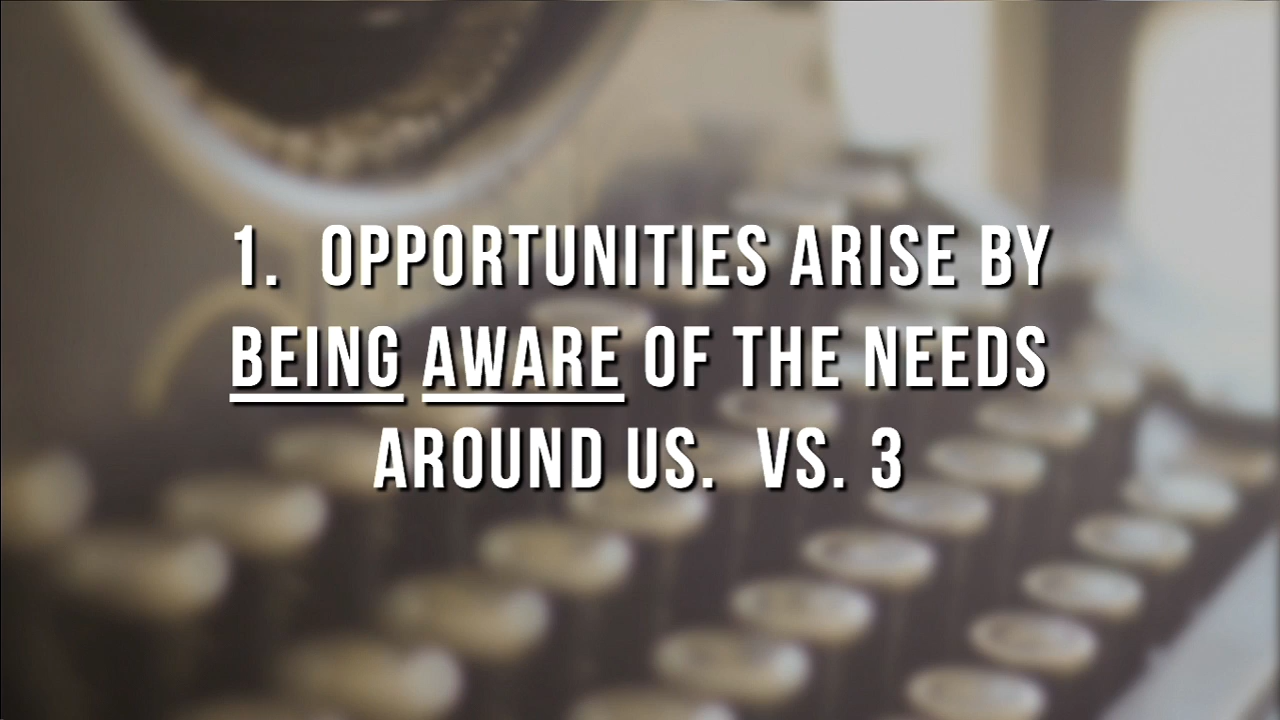 1. OPPORTUNITIES ARISE BY
BEING AWARE OF THE NEEDS
AROUND US. VS. 3